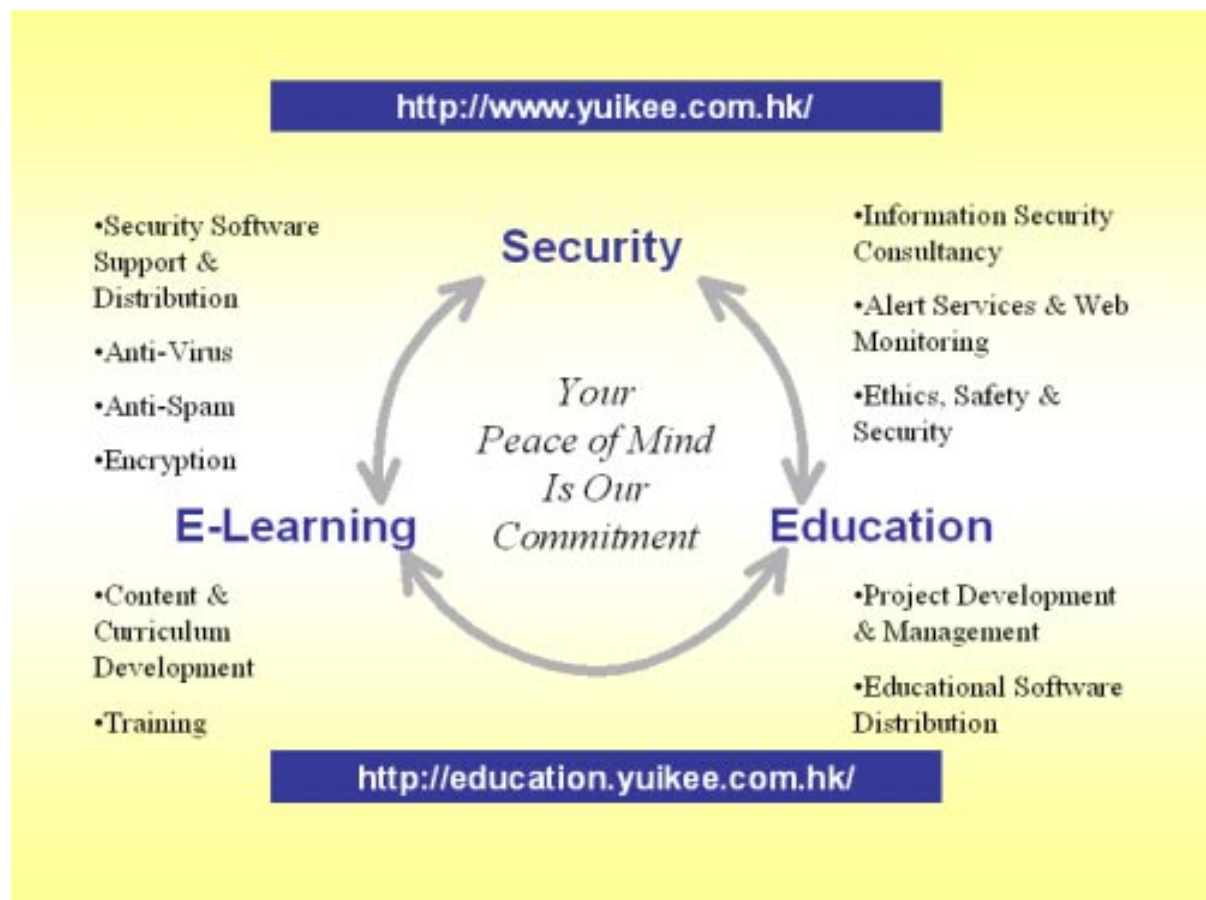 http://www.yuikee.com.hk/
•Security Software
Support &
Distribution
•Anti-Virus
•Anti-Spam
•Encryption
Security
•Information Security
Consultancy
•Alert Services & Web
Monitoring
•Ethics, Safety &
Security
Your
Peace of Mind
Is Our
Commitment
E-Learning
Education
•Content &
Curriculum
Development
•Training
•Project Development
& Management
•Educational Software
Distribution
http://education.yuikee.com.hk/